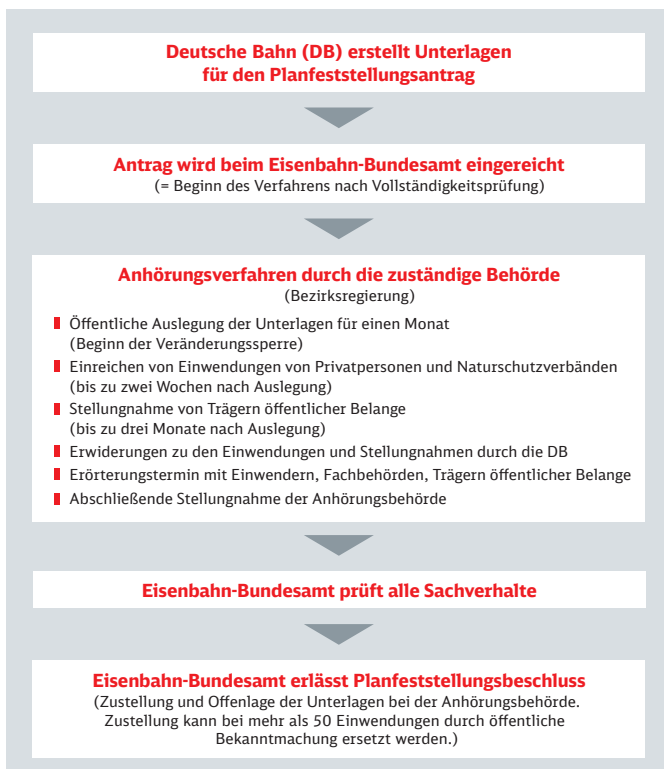 Deutsche Bahn (DB) erstellt Unterlagen
für den Planfeststellungsantrag
Antrag wird beim Eisenbahn-Bundesamt eingereicht
(= Beginn des Verfahrens nach Vollständigkeitsprüfung)
Anhörungsverfahren durch die zuständige Behörde
(Bezirksregierung)
Öffentliche Auslegung der Unterlagen für einen Monat
(Beginn der Veränderungssperre)
Einreichen von Einwendungen von Privatpersonen und Naturschutzverbänden
(bis zu zwei Wochen nach Auslegung)
Stellungnahme von Trägern öffentlicher Belange
(bis zu drei Monate nach Auslegung)
Erwiderungen zu den Einwendungen und Stellungnahmen durch die DB
Erörterungstermin mit Einwendern, Fachbehörden, Trägern öffentlicher Belange
Abschließende Stellungnahme der Anhörungsbehörde
Eisenbahn-Bundesamt prüft alle Sachverhalte
Eisenbahn-Bundesamt erlässt Planfeststellungsbeschluss
(Zustellung und Offenlage der Unterlagen bei der Anhörungsbehörde.
Zustellung kann bei mehr als 50 Einwendungen durch öffentliche
Bekanntmachung ersetzt werden.)